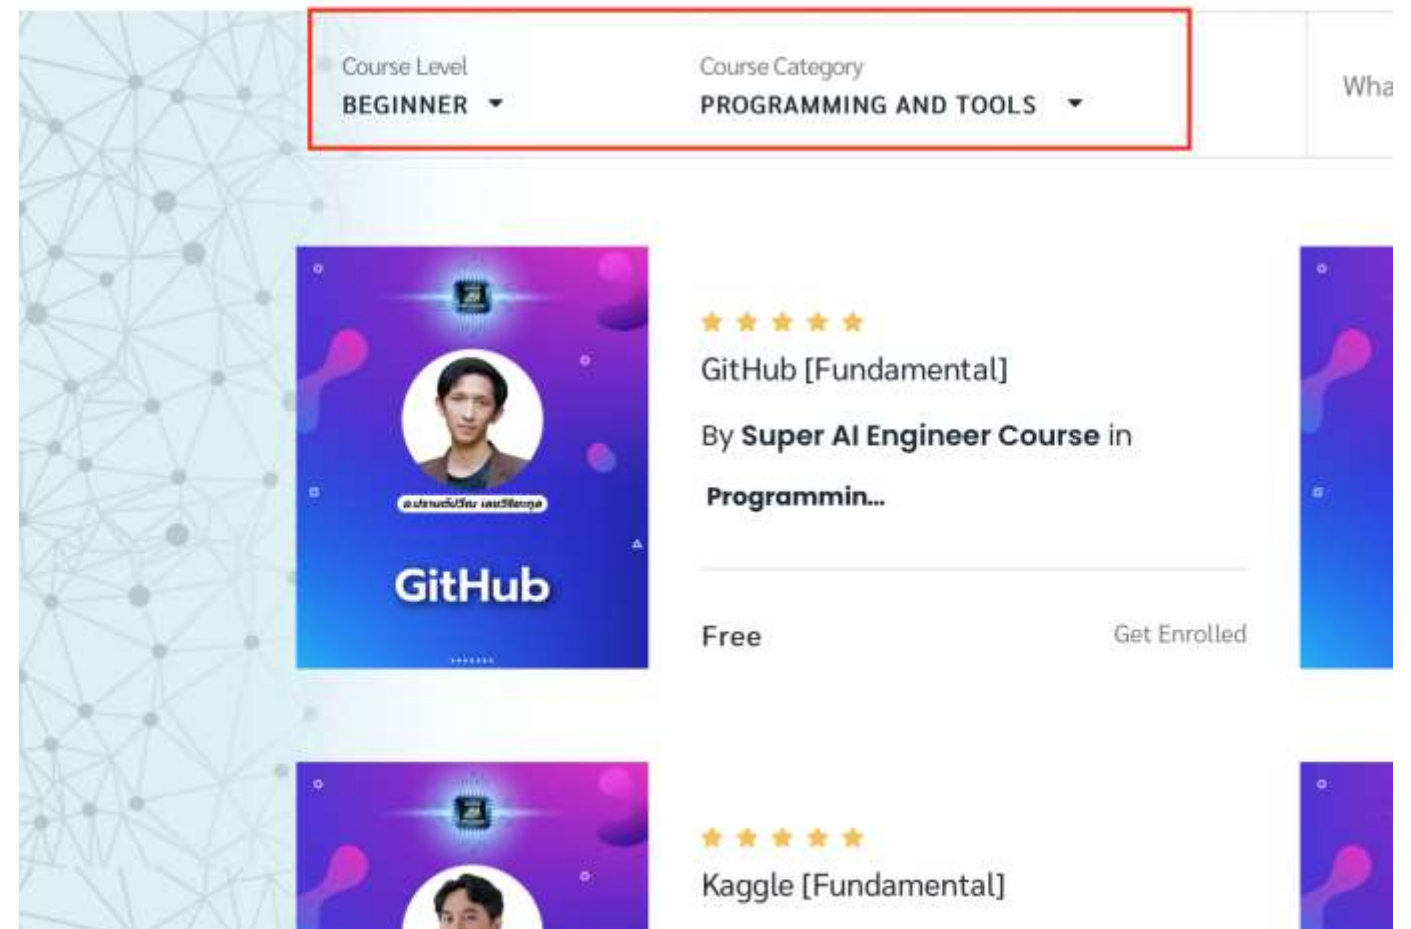 Course Level
BEGINNER
Course Category
PROGRAMMING AND TOOLS
Wha
GitHub [Fundamental]
By Super AI Engineer Course in
Programmin...
Free
Get Enrolled
GitHub
Kaggle [Fundamental]